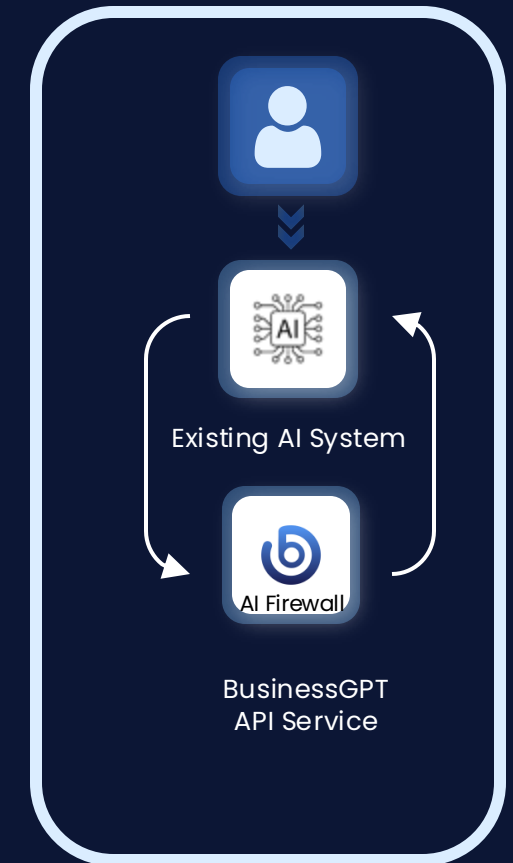 AI
Existing AI System
AI Firewall
BusinessGPT
API Service